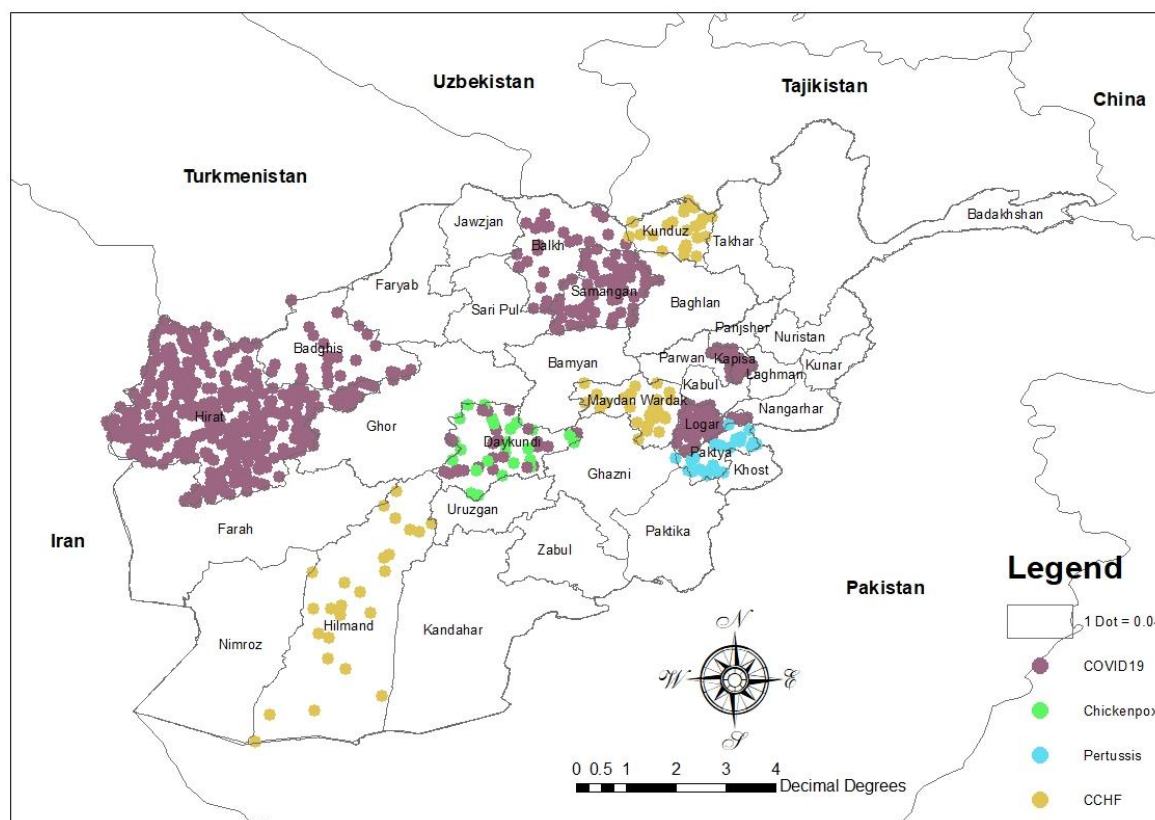 Uzbekistan
Tajikistan
China
Turkmenistan
Badakhshan
Jawzjan
Kunduz
Balkh
Takhar
Faryab
Samangan
Sari Pul
Baghlan
Panjsher
Nuristan
Badghis
Bamyan
Parwan
Kapisa
Laghman
Kunar
Kabul
Maydan Wardak
Nangarhar
Hirat
Ghor
Logar
Daykundi
Paktya
Khost
Ghazni
Uruzgan
Farah
Paktika
Iran
Zabul
Pakistan
Hilmand
Kandahar
Nimroz
Legend
1 Dot = 0.04
COVID19
Chickenpox
Pertussis
CCHF
N
W E
S
0 0.5 1 2 3 4
Decimal Degrees